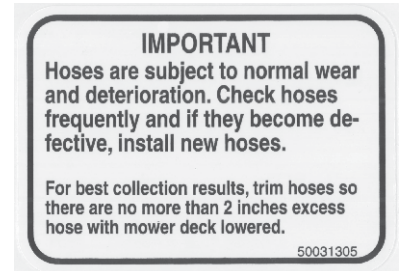 IMPORTANT
Hoses are subject to normal wear
and deterioration. Check hoses
frequently and if they become de-
fective, install new hoses.
For best collection results, trim hoses so
there are no more than 2 inches excess
hose with mower deck lowered.
50031305